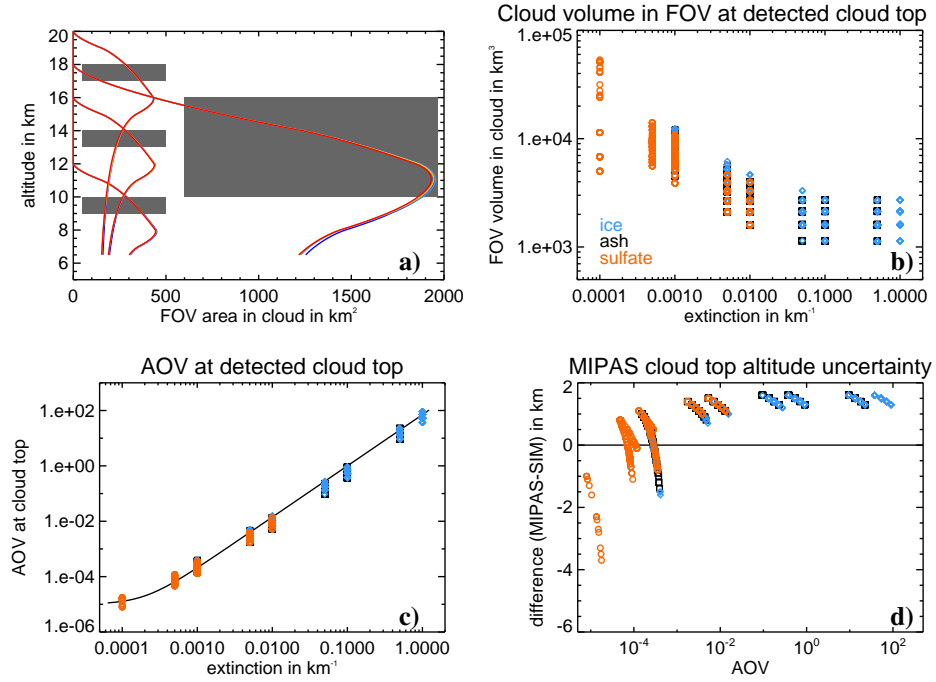 20
18
16
14
12
10
8
6
altitude in km
0
500
1000
1500
2000
FOV area in cloud in km²
a)
Cloud volume in FOV at detected cloud top
1.e+05
1.e+04
1.e+03
FOV volume in cloud in km³
ice
ash
sulfate
b)
0.0001
0.0010
0.0100
0.1000
1.0000
extinction in km⁻¹
AOV at detected cloud top
1.e+02
1.e+00
1.e-02
1.e-04
1.e-06
AOV at cloud top
c)
0.0001
0.0010
0.0100
0.1000
1.0000
extinction in km⁻¹
MIPAS cloud top altitude uncertainty
2
0
-2
-4
-6
difference (MIPAS-SIM) in km
d)
10⁻⁴
10⁻²
10⁰
10²
AOV